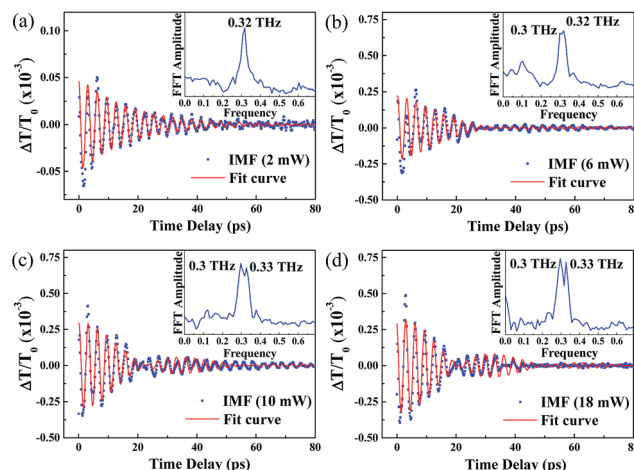 (a)
0.10
0.05
0.00
-0.05
ΔT/T0 (x10-3)
0.32 THz
FFT Amplitude
0.0 0.1 0.2 0.3 0.4 0.5 0.6
Frequency
IMF (2 mW)
Fit curve
0 20 40 60 80
Time Delay (ps)
(b)
0.75
0.50
0.25
0.00
-0.25
-0.50
ΔT/T0 (x10-3)
0.3 THz 0.32 THz
FFT Amplitude
0.0 0.1 0.2 0.3 0.4 0.5 0.6
Frequency
IMF (6 mW)
Fit curve
0 20 40 60 80
Time Delay (ps)
(c)
0.75
0.50
0.25
0.00
-0.25
-0.50
ΔT/T0 (x10-3)
0.3 THz 0.33 THz
FFT Amplitude
0.0 0.1 0.2 0.3 0.4 0.5 0.6
Frequency
IMF (10 mW)
Fit curve
0 20 40 60 80
Time Delay (ps)
(d)
0.75
0.50
0.25
0.00
-0.25
-0.50
ΔT/T0 (x10-3)
0.3 THz 0.33 THz
FFT Amplitude
0.0 0.1 0.2 0.3 0.4 0.5 0.6
Frequency
IMF (18 mW)
Fit curve
0 20 40 60 80
Time Delay (ps)